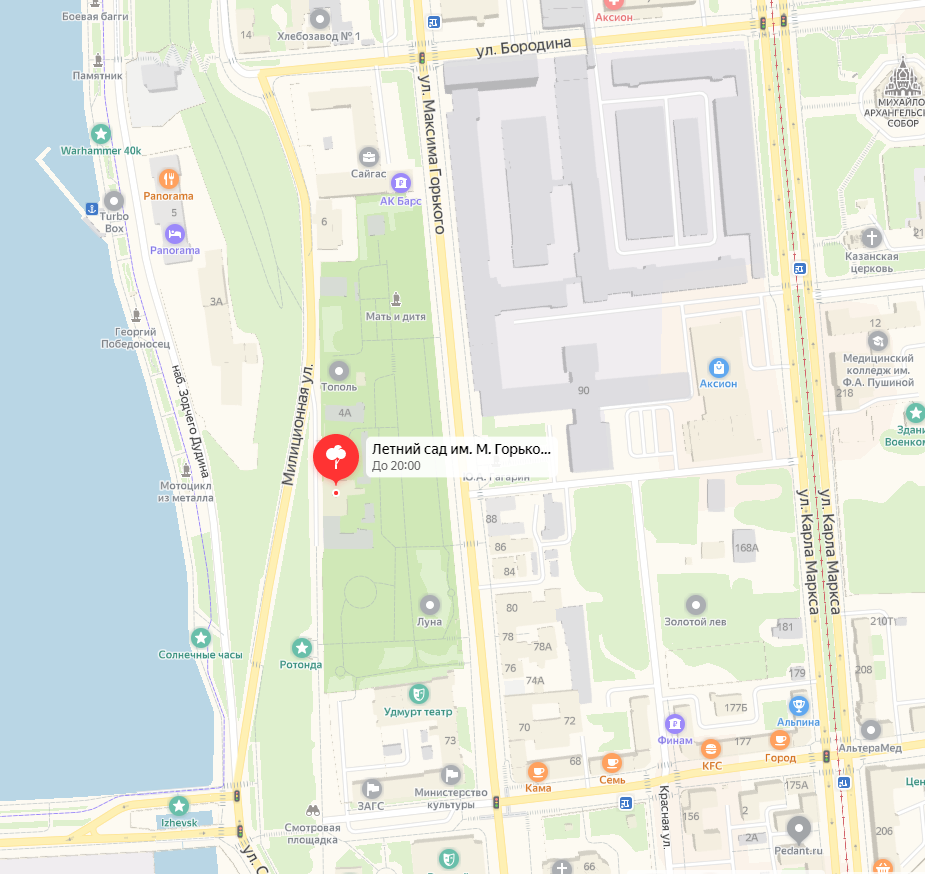 Боевая багги
14
Хлебозавод № 1
Аксион
ул. Бородина
Памятник
ул. Максима Горького
МИХАЙЛО
АРХАНГЕЛЬС
СОБОР
Warhammer 40k
Сайгас
АК Барс
Panorama
5
Turbo
Box
6
Panorama
21
Казанская
церковь
3А
Мать и дитя
Георгий
Победоносец
12
Медицинский
колледж им.
Ф.А. Пушиной
218
Тополь
Аксион
90
наб. Зодчего Дудина
Милиционная ул.
4А
Здани
Военком
Летний сад им. М. Горько...
До 20:00
Ю.А. Гагарин
Мотоцикл
из металла
ул. Карла Маркса
ул. Карла Маркса
88
86
168А
84
80
Луна
Золотой лев
78
78А
181
210Т
Солнечные часы
Ротонда
76
74А
179
208
Удмурт театр
177Б
Альпина
70
72
73
Финам
177
Город
АльтераМед
KFC
68
Семь
Кама
ЗАГС
Министерство
культуры
175А
Цен
Красная ул.
Izhevsk
Смотровая
площадка
156
2
2А
206
Pedant.ru
ул. С
66